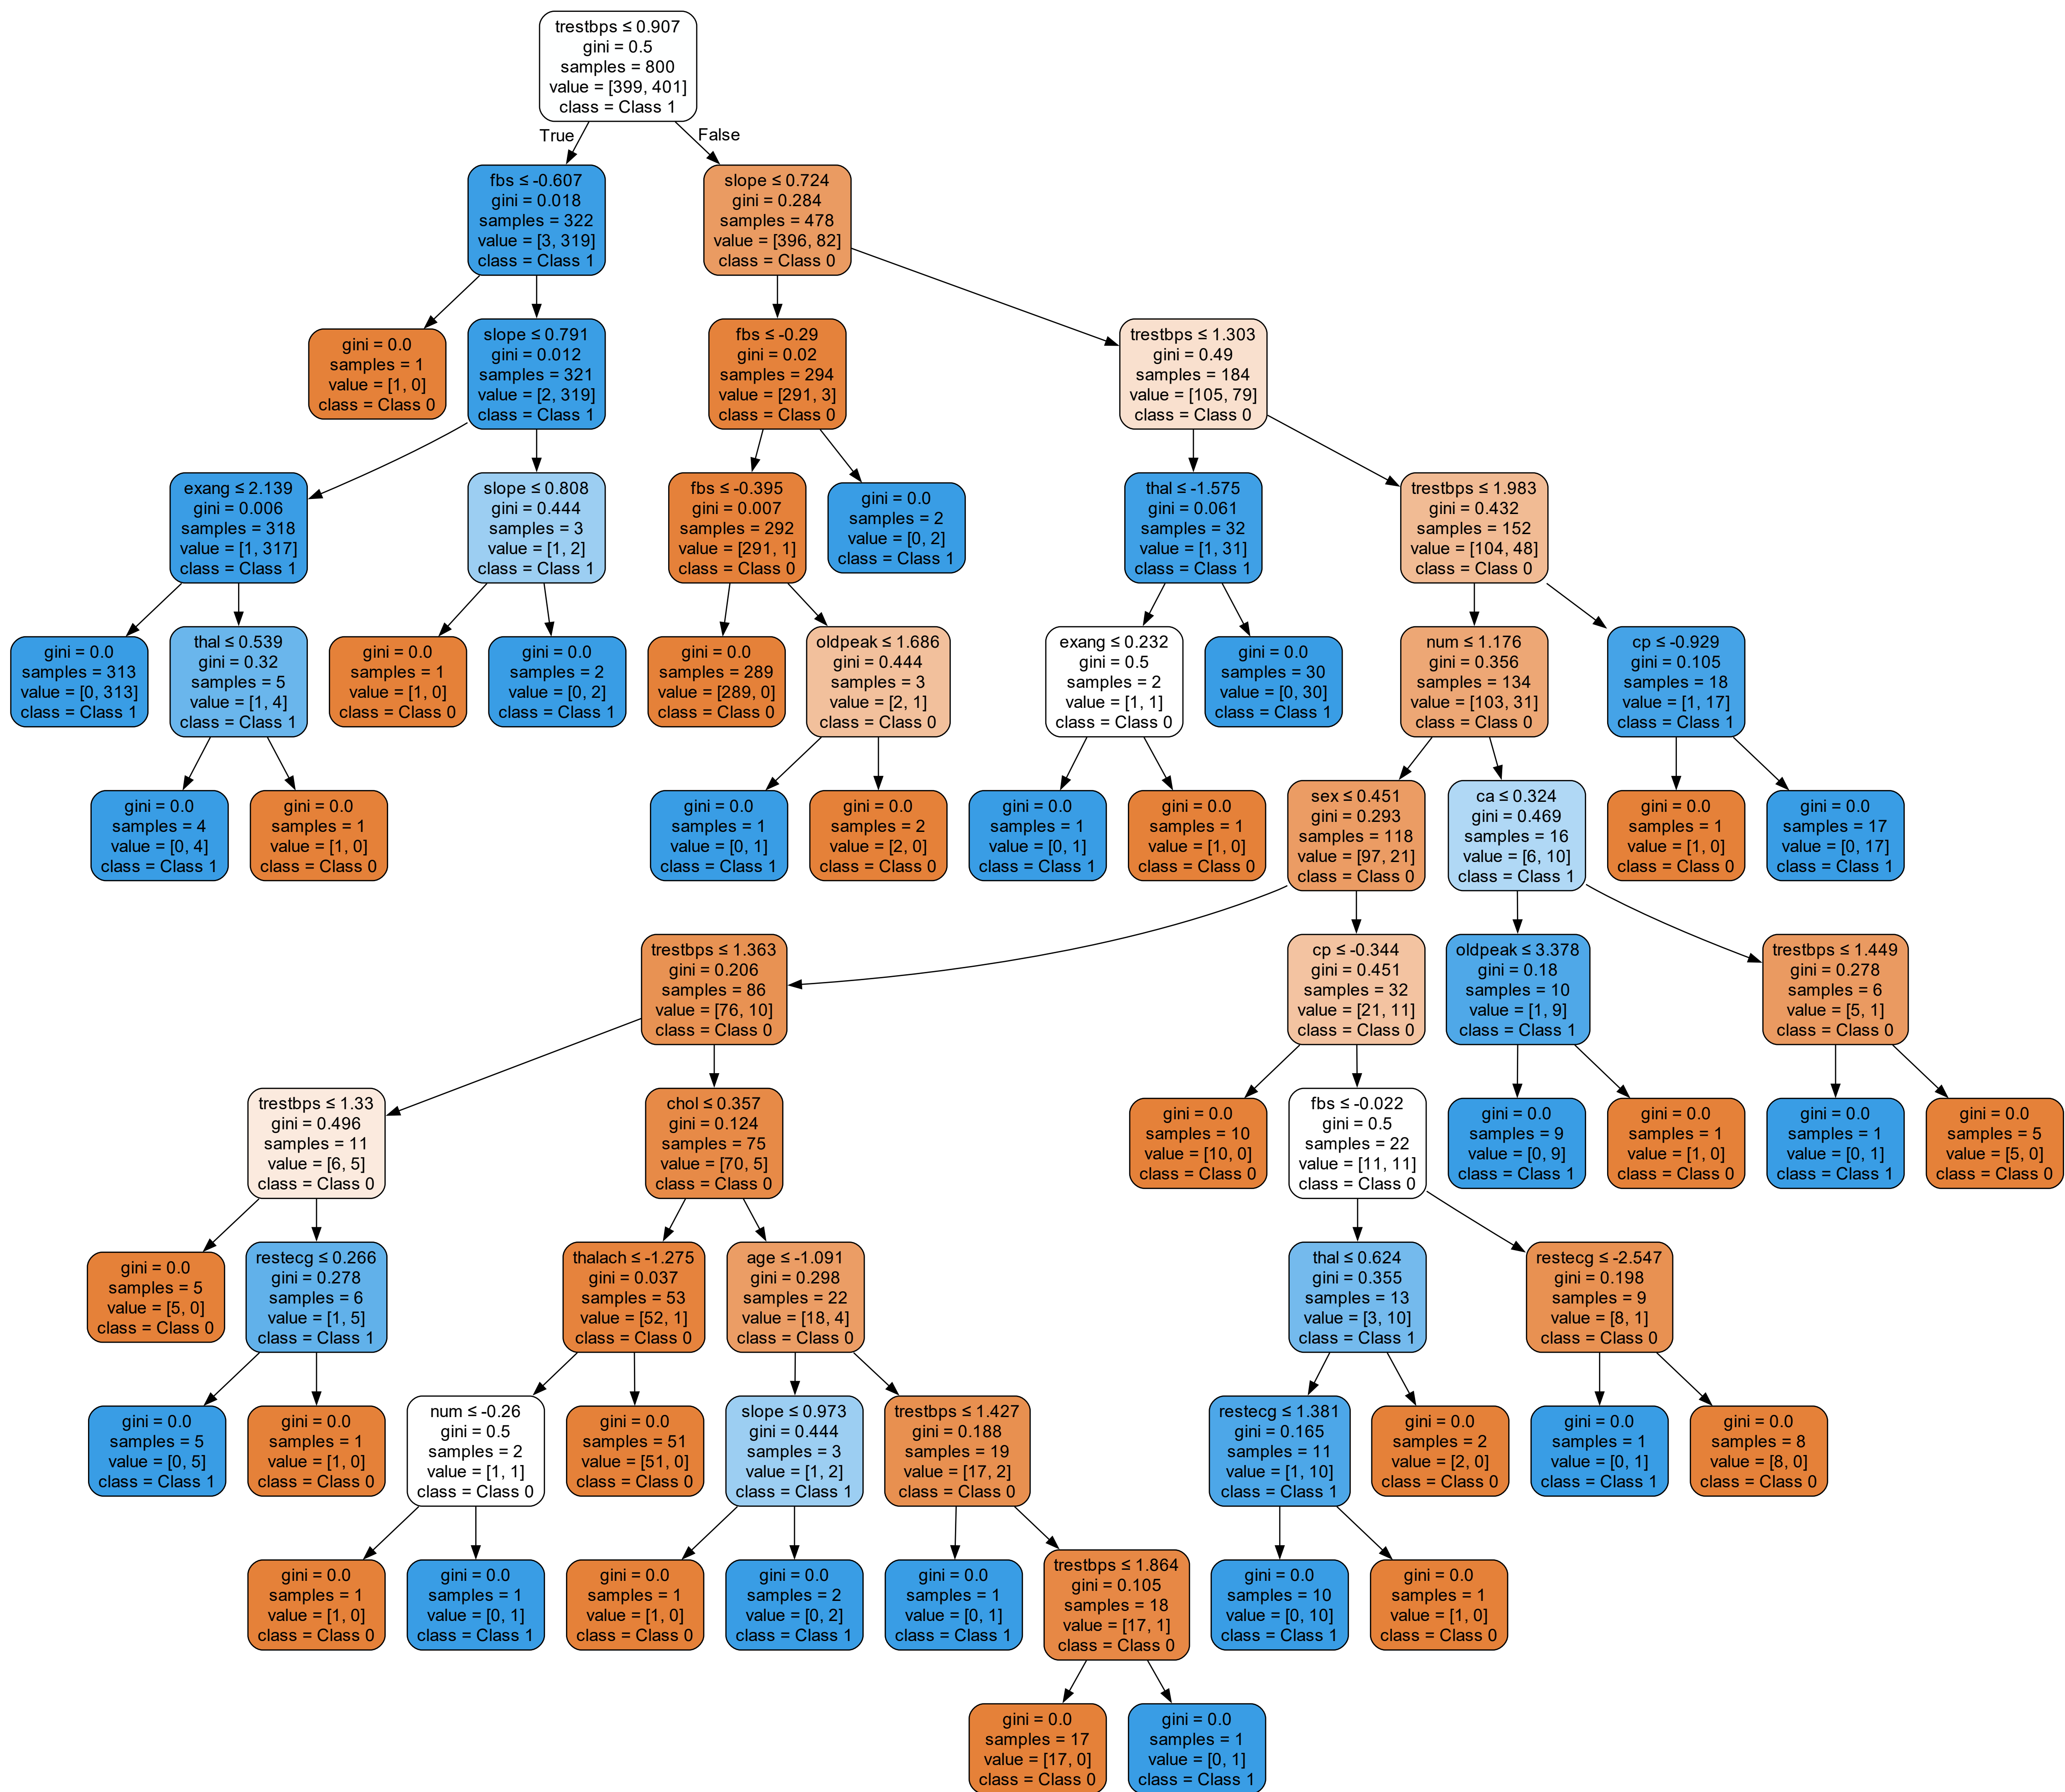 trestbps ≤ 0.907
gini = 0.5
samples = 800
value = [399, 401]
class = Class 1
True
False
fbs ≤ -0.607
gini = 0.018
samples = 322
value = [3, 319]
class = Class 1
slope ≤ 0.724
gini = 0.284
samples = 478
value = [396, 82]
class = Class 0
gini = 0.0
samples = 1
value = [1, 0]
class = Class 0
slope ≤ 0.791
gini = 0.012
samples = 321
value = [2, 319]
class = Class 1
fbs ≤ -0.29
gini = 0.02
samples = 294
value = [291, 3]
class = Class 0
trestbps ≤ 1.303
gini = 0.49
samples = 184
value = [105, 79]
class = Class 0
exang ≤ 2.139
gini = 0.006
samples = 318
value = [1, 317]
class = Class 1
slope ≤ 0.808
gini = 0.444
samples = 3
value = [1, 2]
class = Class 1
fbs ≤ -0.395
gini = 0.007
samples = 292
value = [291, 1]
class = Class 0
gini = 0.0
samples = 2
value = [0, 2]
class = Class 1
thal ≤ -1.575
gini = 0.061
samples = 32
value = [1, 31]
class = Class 1
trestbps ≤ 1.983
gini = 0.432
samples = 152
value = [104, 48]
class = Class 0
gini = 0.0
samples = 313
value = [0, 313]
class = Class 1
thal ≤ 0.539
gini = 0.32
samples = 5
value = [1, 4]
class = Class 1
gini = 0.0
samples = 1
value = [1, 0]
class = Class 0
gini = 0.0
samples = 2
value = [0, 2]
class = Class 1
gini = 0.0
samples = 289
value = [289, 0]
class = Class 0
oldpeak ≤ 1.686
gini = 0.444
samples = 3
value = [2, 1]
class = Class 0
exang ≤ 0.232
gini = 0.5
samples = 2
value = [1, 1]
class = Class 0
gini = 0.0
samples = 30
value = [0, 30]
class = Class 1
num ≤ 1.176
gini = 0.356
samples = 134
value = [103, 31]
class = Class 0
cp ≤ -0.929
gini = 0.105
samples = 18
value = [1, 17]
class = Class 1
gini = 0.0
samples = 4
value = [0, 4]
class = Class 1
gini = 0.0
samples = 1
value = [1, 0]
class = Class 0
gini = 0.0
samples = 1
value = [0, 1]
class = Class 1
gini = 0.0
samples = 2
value = [2, 0]
class = Class 0
gini = 0.0
samples = 1
value = [0, 1]
class = Class 1
gini = 0.0
samples = 1
value = [1, 0]
class = Class 0
sex ≤ 0.451
gini = 0.293
samples = 118
value = [97, 21]
class = Class 0
ca ≤ 0.324
gini = 0.469
samples = 16
value = [6, 10]
class = Class 1
gini = 0.0
samples = 1
value = [1, 0]
class = Class 0
gini = 0.0
samples = 17
value = [0, 17]
class = Class 1
trestbps ≤ 1.363
gini = 0.206
samples = 86
value = [76, 10]
class = Class 0
cp ≤ -0.344
gini = 0.451
samples = 32
value = [21, 11]
class = Class 0
oldpeak ≤ 3.378
gini = 0.18
samples = 10
value = [1, 9]
class = Class 1
trestbps ≤ 1.449
gini = 0.278
samples = 6
value = [5, 1]
class = Class 0
trestbps ≤ 1.33
gini = 0.496
samples = 11
value = [6, 5]
class = Class 0
chol ≤ 0.357
gini = 0.124
samples = 75
value = [70, 5]
class = Class 0
gini = 0.0
samples = 10
value = [10, 0]
class = Class 0
fbs ≤ -0.022
gini = 0.5
samples = 22
value = [11, 11]
class = Class 0
gini = 0.0
samples = 9
value = [0, 9]
class = Class 1
gini = 0.0
samples = 1
value = [1, 0]
class = Class 0
gini = 0.0
samples = 1
value = [0, 1]
class = Class 1
gini = 0.0
samples = 5
value = [5, 0]
class = Class 0
gini = 0.0
samples = 5
value = [5, 0]
class = Class 0
restecg ≤ 0.266
gini = 0.278
samples = 6
value = [1, 5]
class = Class 1
thalach ≤ -1.275
gini = 0.037
samples = 53
value = [52, 1]
class = Class 0
age ≤ -1.091
gini = 0.298
samples = 22
value = [18, 4]
class = Class 0
thal ≤ 0.624
gini = 0.355
samples = 13
value = [3, 10]
class = Class 1
restecg ≤ -2.547
gini = 0.198
samples = 9
value = [8, 1]
class = Class 0
gini = 0.0
samples = 5
value = [0, 5]
class = Class 1
gini = 0.0
samples = 1
value = [1, 0]
class = Class 0
num ≤ -0.26
gini = 0.5
samples = 2
value = [1, 1]
class = Class 0
gini = 0.0
samples = 51
value = [51, 0]
class = Class 0
slope ≤ 0.973
gini = 0.444
samples = 3
value = [1, 2]
class = Class 1
trestbps ≤ 1.427
gini = 0.188
samples = 19
value = [17, 2]
class = Class 0
restecg ≤ 1.381
gini = 0.165
samples = 11
value = [1, 10]
class = Class 1
gini = 0.0
samples = 2
value = [2, 0]
class = Class 0
gini = 0.0
samples = 1
value = [0, 1]
class = Class 1
gini = 0.0
samples = 8
value = [8, 0]
class = Class 0
gini = 0.0
samples = 1
value = [1, 0]
class = Class 0
gini = 0.0
samples = 1
value = [0, 1]
class = Class 1
gini = 0.0
samples = 1
value = [1, 0]
class = Class 0
gini = 0.0
samples = 2
value = [0, 2]
class = Class 1
gini = 0.0
samples = 1
value = [0, 1]
class = Class 1
trestbps ≤ 1.864
gini = 0.105
samples = 18
value = [17, 1]
class = Class 0
gini = 0.0
samples = 10
value = [0, 10]
class = Class 1
gini = 0.0
samples = 1
value = [1, 0]
class = Class 0
gini = 0.0
samples = 17
value = [17, 0]
class = Class 0
gini = 0.0
samples = 1
value = [0, 1]
class = Class 1